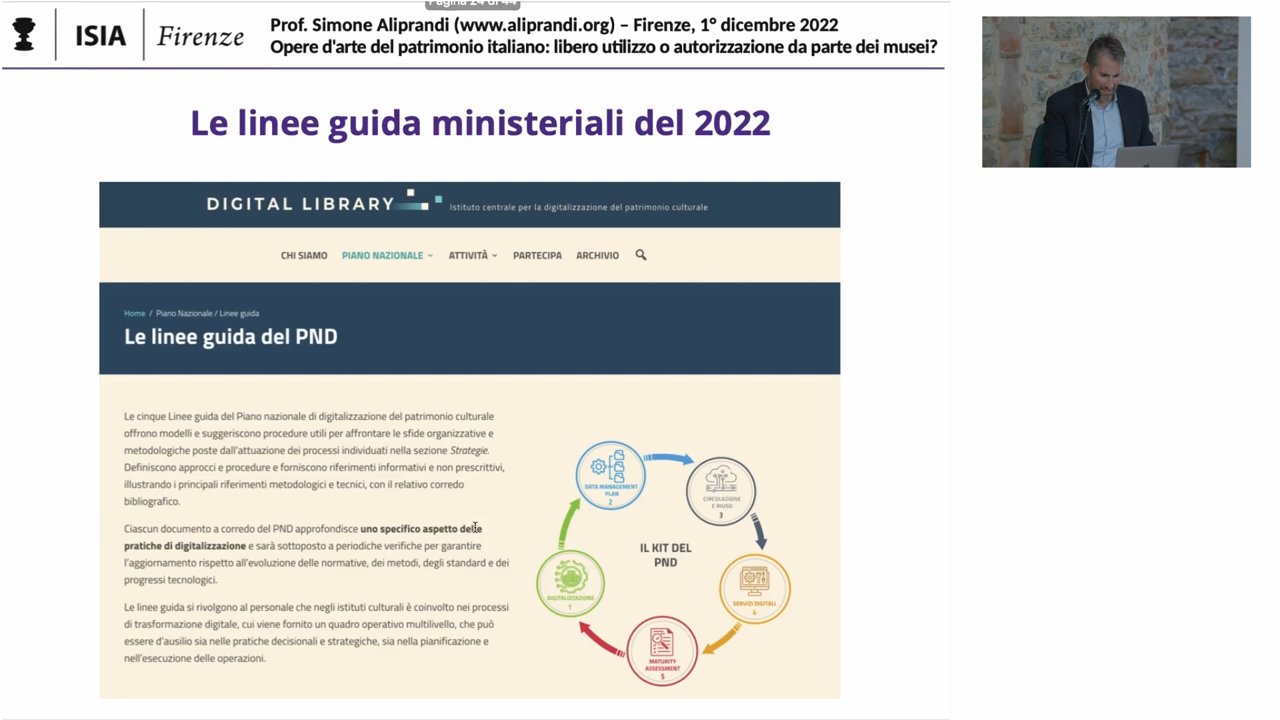 Pagina 24 di 44
ISIA
Firenze
Prof. Simone Aliprandi (www.aliprandi.org) – Firenze, 1° dicembre 2022
Opere d'arte del patrimonio italiano: libero utilizzo o autorizzazione da parte dei musei?
Le linee guida ministeriali del 2022
DIGITAL LIBRARY
Istituto centrale per la digitalizzazione del patrimonio culturale
CHI SIAMO PIANO NAZIONALE ATTIVITÀ PARTECIPA ARCHIVIO
Home / Piano Nazionale / Linee guida
Le linee guida del PND
Le cinque Linee guida del Piano nazionale di digitalizzazione del patrimonio culturale
offrono modelli e suggeriscono procedure utili per affrontare le sfide organizzative e
metodologiche poste dall'attuazione dei processi individuati nella sezione Strategie.
Definiscono approcci e procedure e forniscono riferimenti informativi e non prescrittivi,
illustrando i principali riferimenti metodologici e tecnici, con il relativo corredo
bibliografico.
Ciascun documento a corredo del PND approfondisce uno specifico aspetto delle
pratiche di digitalizzazione e sarà sottoposto a periodiche verifiche per garantire
l'aggiornamento rispetto all'evoluzione delle normative, dei metodi, degli standard e dei
progressi tecnologici.
Le linee guida si rivolgono al personale che negli istituti culturali è coinvolto nei processi
di trasformazione digitale, cui viene fornito un quadro operativo multilivello, che può
essere d'ausilio sia nelle pratiche decisionali e strategiche, sia nella pianificazione e
nell'esecuzione delle operazioni.
DATA MANAGEMENT
PLAN
2
CIRCOLAZIONE
E RIUSO
3
IL KIT DEL
PND
DIGITALIZZAZIONE
1
SERVIZI DIGITALI
4
MATURITY
ASSESSMENT
5